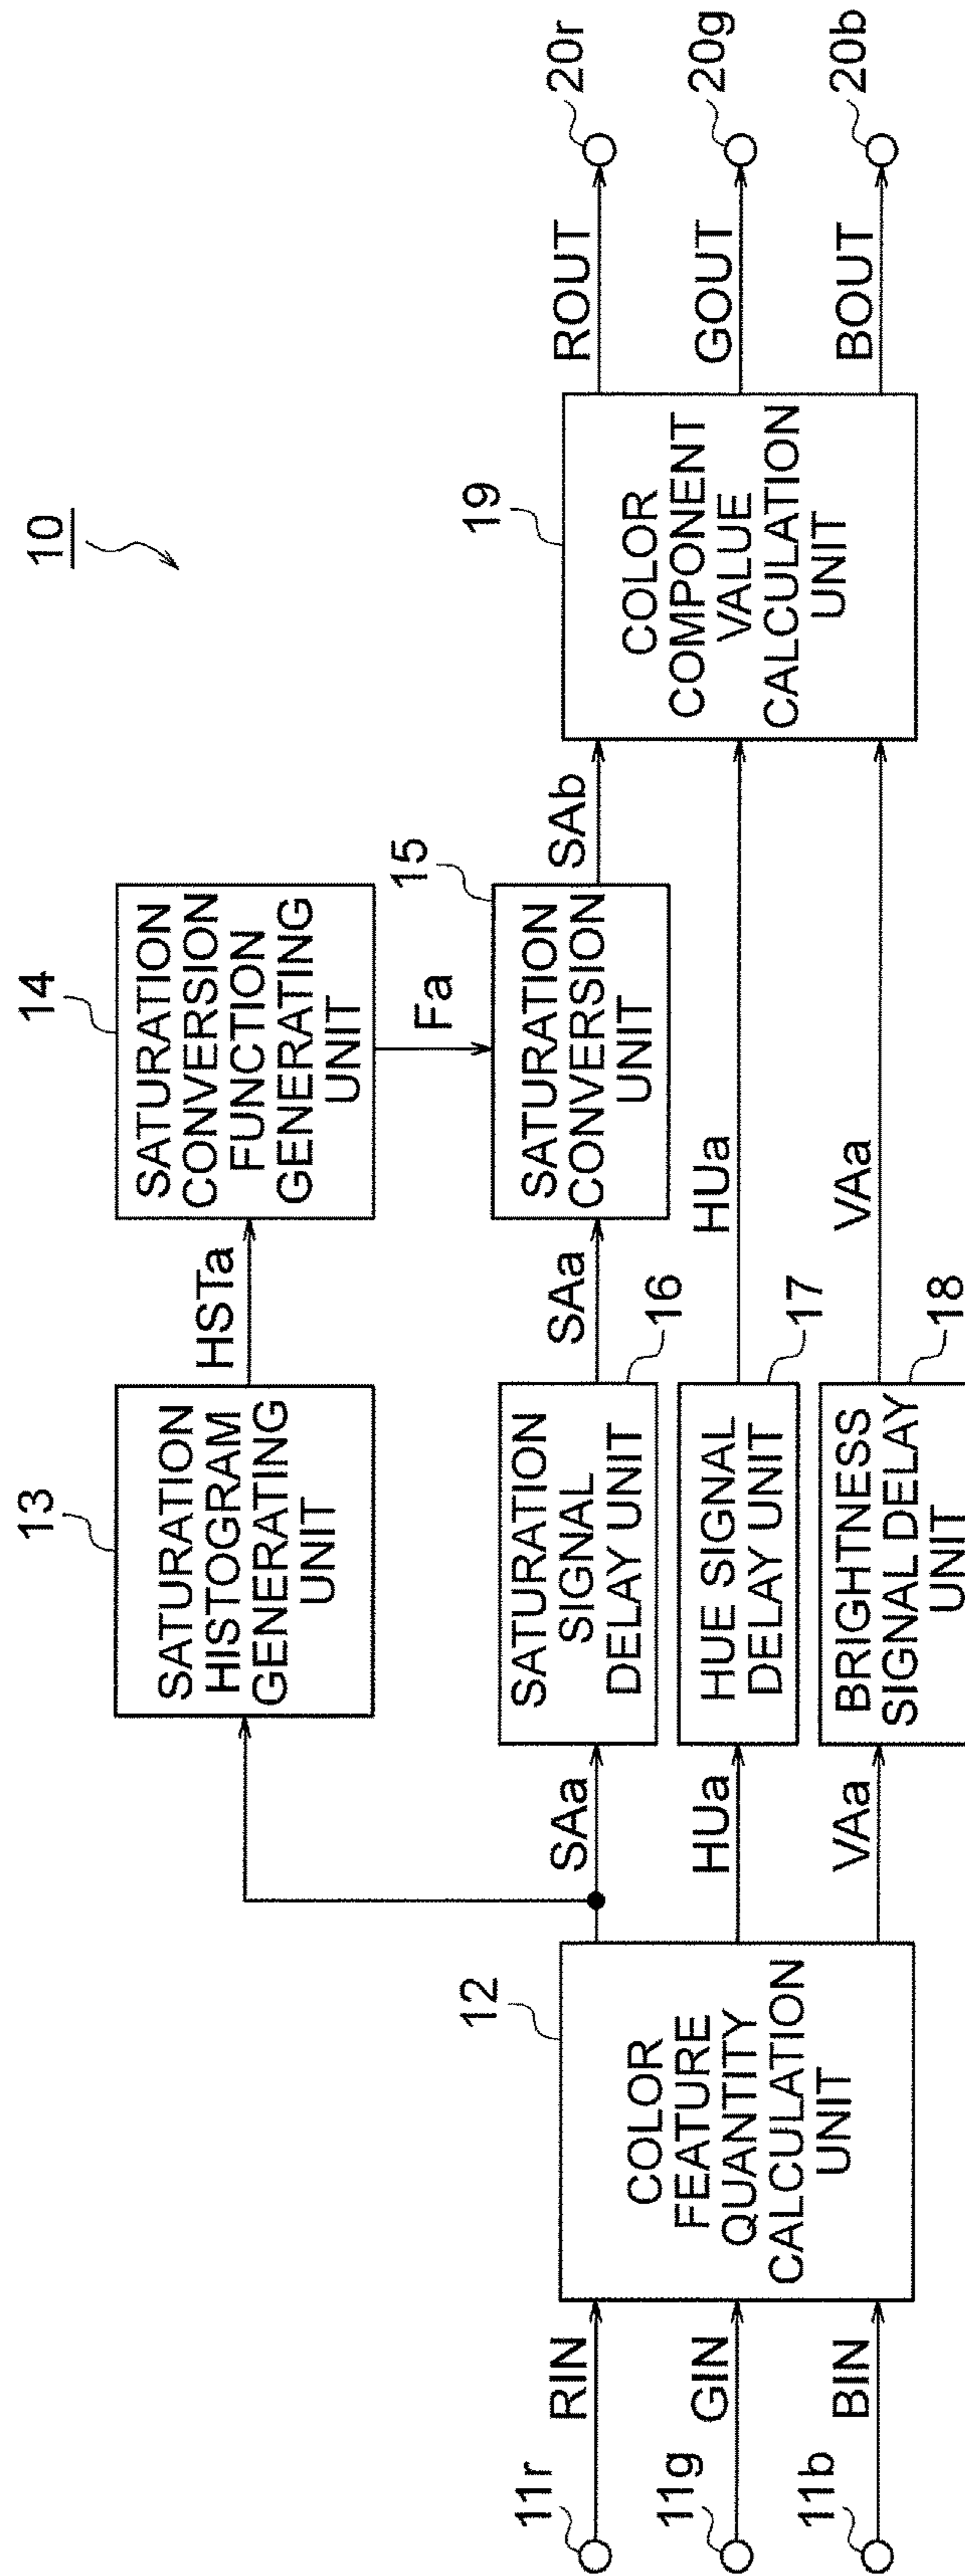 10
11r
RIN
11g
GIN
11b
BIN
12
COLOR
FEATURE
QUANTITY
CALCULATION
UNIT
SAa
HUa
VAa
13
SATURATION
HISTOGRAM
GENERATING
UNIT
HSTa
14
SATURATION
CONVERSION
FUNCTION
GENERATING
UNIT
Fa
SATURATION
SIGNAL
DELAY UNIT
16
SAa
15
SATURATION
CONVERSION
UNIT
SAb
HUE SIGNAL
DELAY UNIT
17
HUa
BRIGHTNESS
SIGNAL DELAY
UNIT
18
VAa
19
COLOR
COMPONENT
VALUE
CALCULATION
UNIT
ROUT
20r
GOUT
20g
BOUT
20b